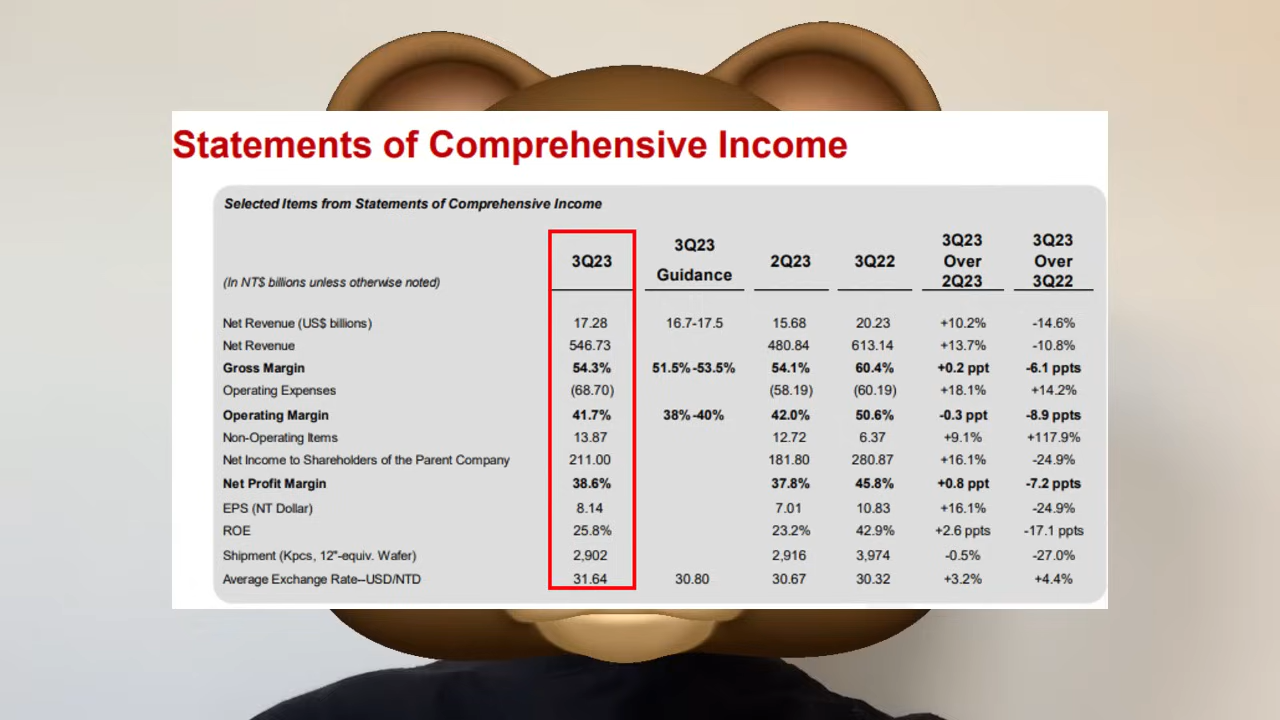 Statements of Comprehensive Income
Selected Items from Statements of Comprehensive Income
(In NT$ billions unless otherwise noted) 3Q23 3Q23 Guidance 2Q23 3Q22 3Q23 Over 2Q23 3Q23 Over 3Q22
Net Revenue (US$ billions) 17.28 16.7-17.5 15.68 20.23 +10.2% -14.6%
Net Revenue 546.73 480.84 613.14 +13.7% -10.8%
Gross Margin 54.3% 51.5%-53.5% 54.1% 60.4% +0.2 ppt -6.1 ppts
Operating Expenses (68.70) (58.19) (60.19) +18.1% +14.2%
Operating Margin 41.7% 38%-40% 42.0% 50.6% -0.3 ppt -8.9 ppts
Non-Operating Items 13.87 12.72 6.37 +9.1% +117.9%
Net Income to Shareholders of the Parent Company 211.00 181.80 280.87 +16.1% -24.9%
Net Profit Margin 38.6% 37.8% 45.8% +0.8 ppt -7.2 ppts
EPS (NT Dollar) 8.14 7.01 10.83 +16.1% -24.9%
ROE 25.8% 23.2% 42.9% +2.6 ppts -17.1 ppts
Shipment (Kpcs, 12"-equiv. Wafer) 2,902 2,916 3,974 -0.5% -27.0%
Average Exchange Rate--USD/NTD 31.64 30.80 30.67 30.32 +3.2% +4.4%